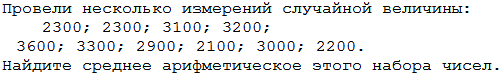 Провели несколько измерений случайной величины:
2300; 2300; 3100; 3200;
3600; 3300; 2900; 2100; 3000; 2200.
Найдите среднее арифметическое этого набора чисел.